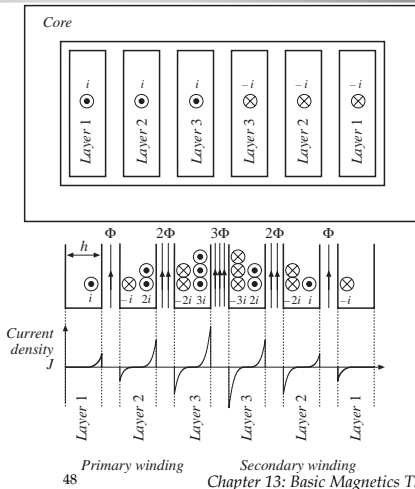 Core
i i i −i −i −i
Layer 1 Layer 2 Layer 3 Layer 3 Layer 2 Layer 1
Φ 2Φ 3Φ 2Φ Φ
h
i −i 2i −2i 3i −3i 2i −2i i −i
Current
density
J
Layer 1 Layer 2 Layer 3 Layer 3 Layer 2 Layer 1
Primary winding Secondary winding
48 Chapter 13: Basic Magnetics